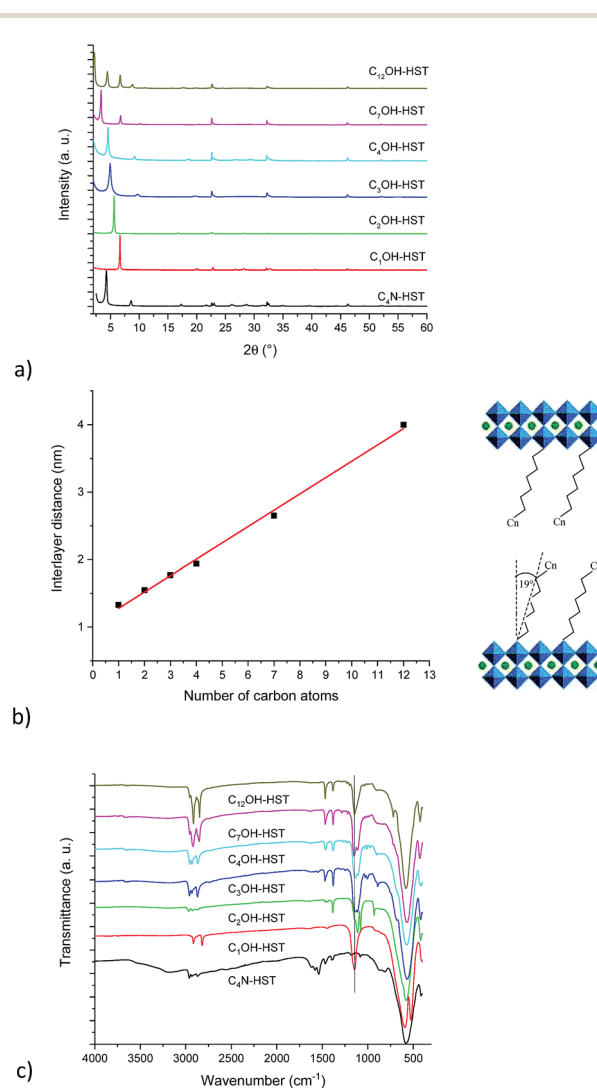 C₁₂OH-HST
C₇OH-HST
C₄OH-HST
C₃OH-HST
C₂OH-HST
C₁OH-HST
C₄N-HST
Intensity (a. u.)
5 10 15 20 25 30 35 40 45 50 55 60
2θ (°)
a)
4
3
2
1
Interlayer distance (nm)
0 1 2 3 4 5 6 7 8 9 10 11 12 13
Number of carbon atoms
Cn Cn
Cn C
19°
b)
C₁₂OH-HST
C₇OH-HST
C₄OH-HST
C₃OH-HST
C₂OH-HST
C₁OH-HST
C₄N-HST
Transmittance (a. u.)
4000 3500 3000 2500 2000 1500 1000 500
Wavenumber (cm⁻¹)
c)